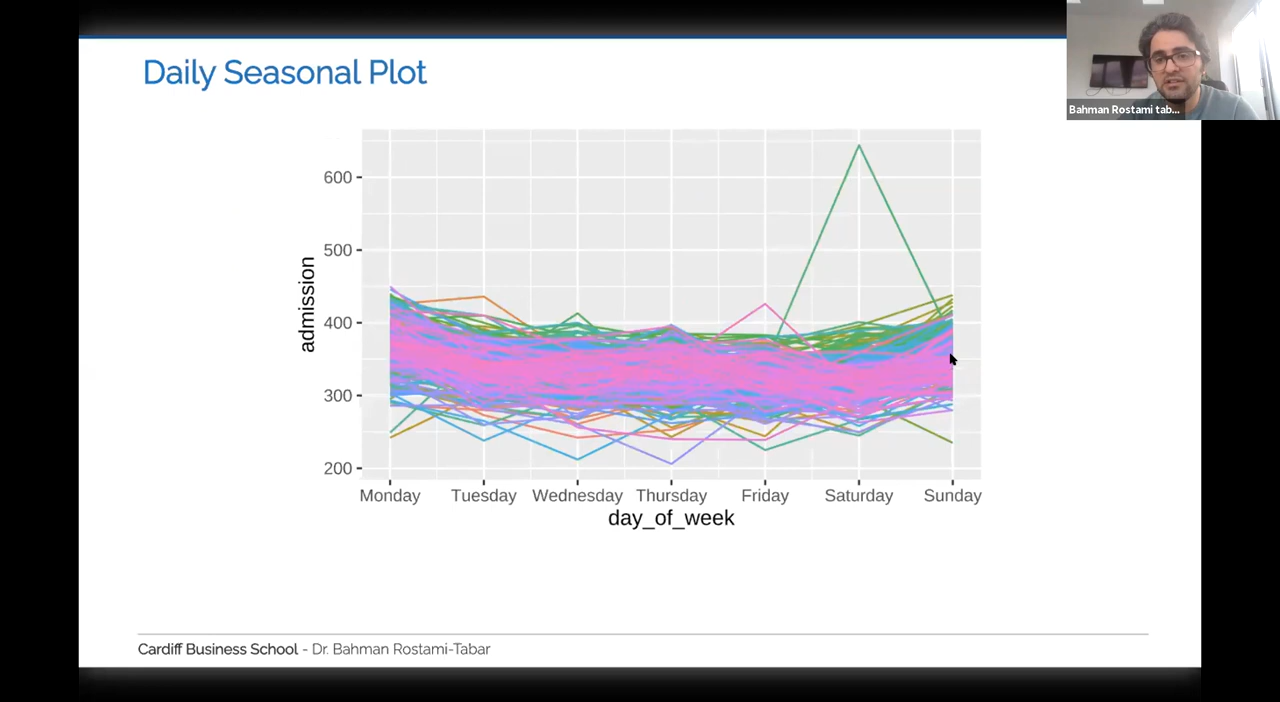 Daily Seasonal Plot
Bahman Rostami tab...
600
500
400
300
200
admission
Monday Tuesday Wednesday Thursday Friday Saturday Sunday
day_of_week
Cardiff Business School - Dr. Bahman Rostami-Tabar